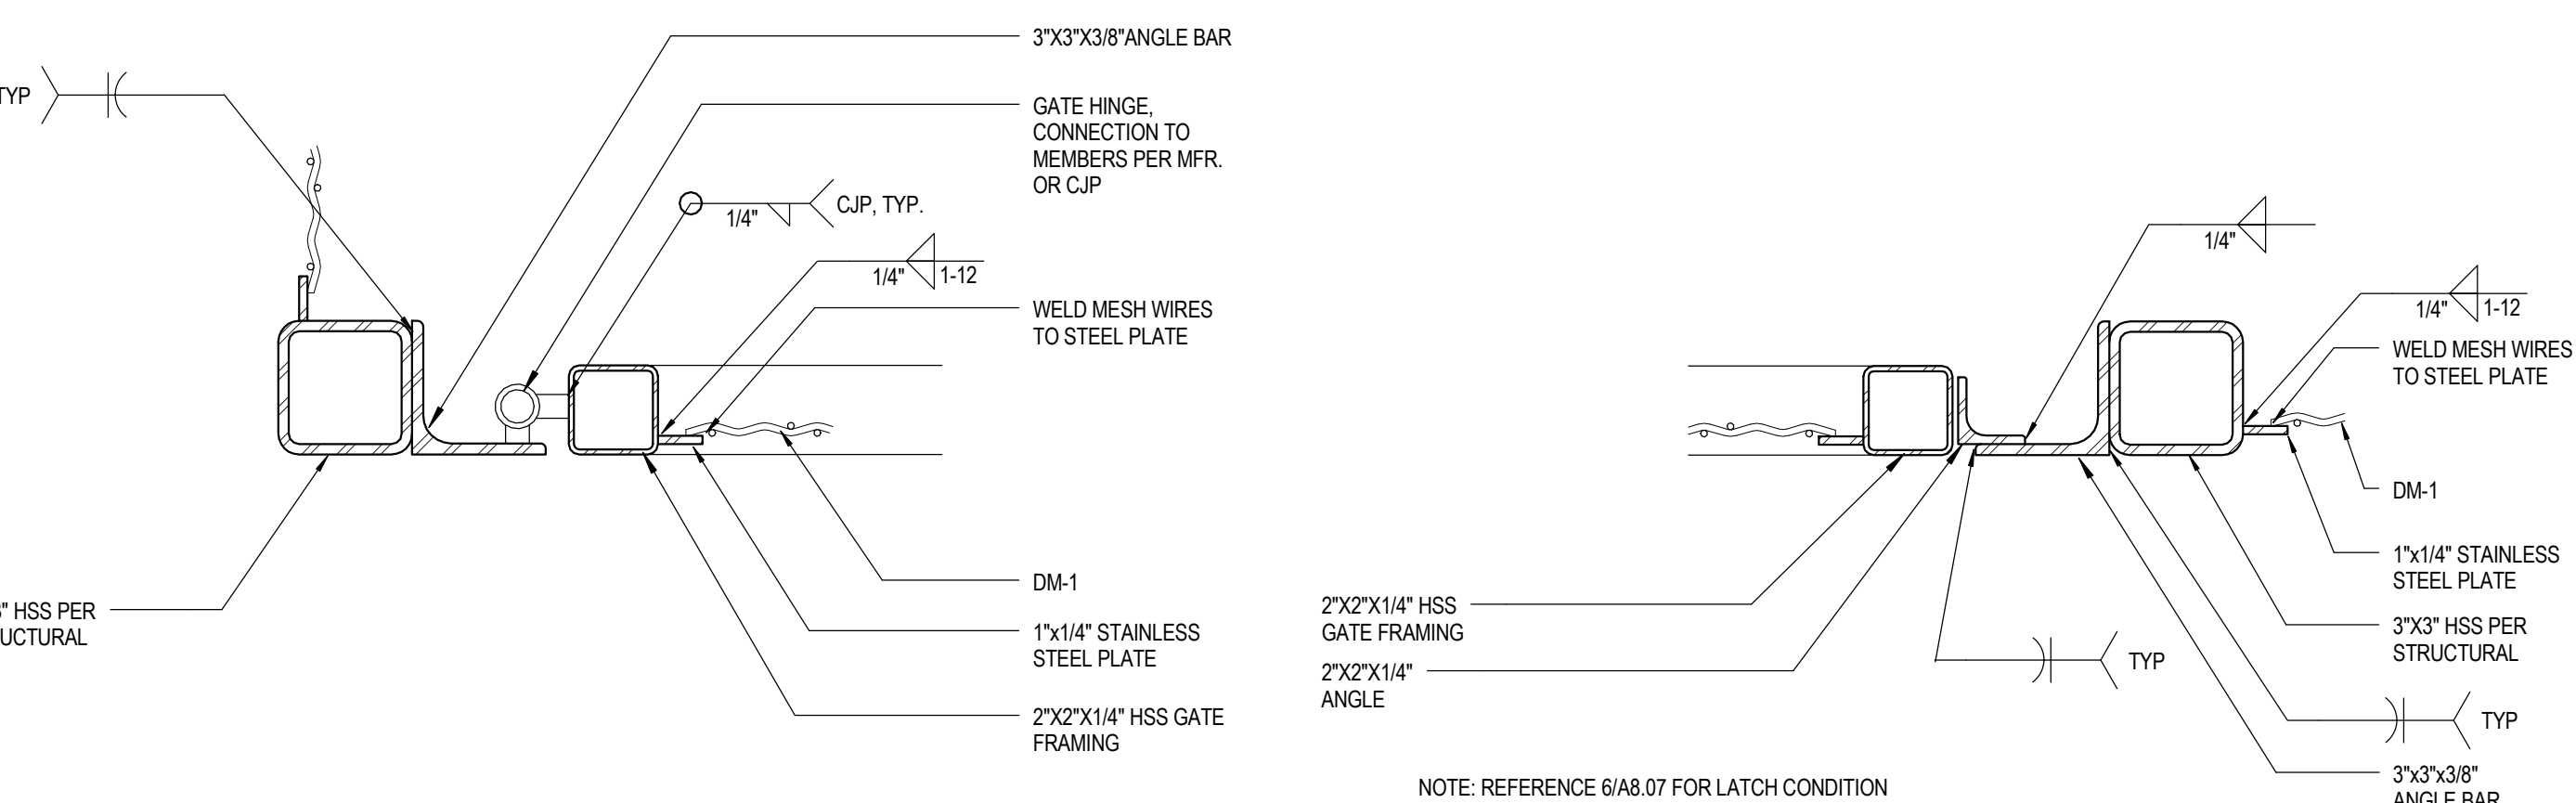 3"X3"X3/8"ANGLE BAR
TYP
GATE HINGE,
CONNECTION TO
MEMBERS PER MFR.
OR CJP
1/4"
CJP, TYP.
1/4"
1-12
WELD MESH WIRES
TO STEEL PLATE
DM-1
1"x1/4" STAINLESS
STEEL PLATE
2"X2"X1/4" HSS GATE
FRAMING
" HSS PER
UCTURAL
1/4"
1/4"
1-12
WELD MESH WIRES
TO STEEL PLATE
DM-1
1"x1/4" STAINLESS
STEEL PLATE
3"X3" HSS PER
STRUCTURAL
2"X2"X1/4" HSS
GATE FRAMING
2"X2"X1/4"
ANGLE
TYP
TYP
3"x3"x3/8"
ANGLE BAR
NOTE: REFERENCE 6/A8.07 FOR LATCH CONDITION